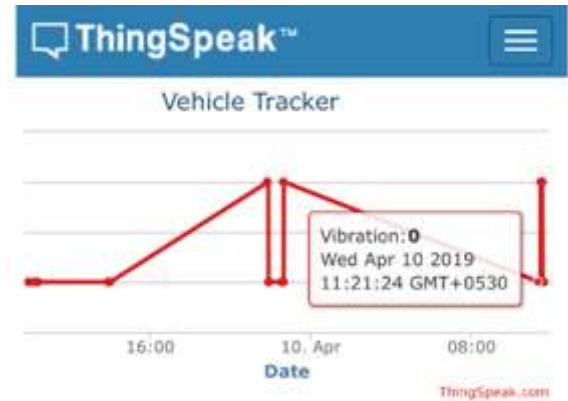 ThingSpeak™
Vehicle Tracker
Vibration:0
Wed Apr 10 2019
11:21:24 GMT+0530
16:00 10. Apr 08:00
Date
ThingSpeak.com